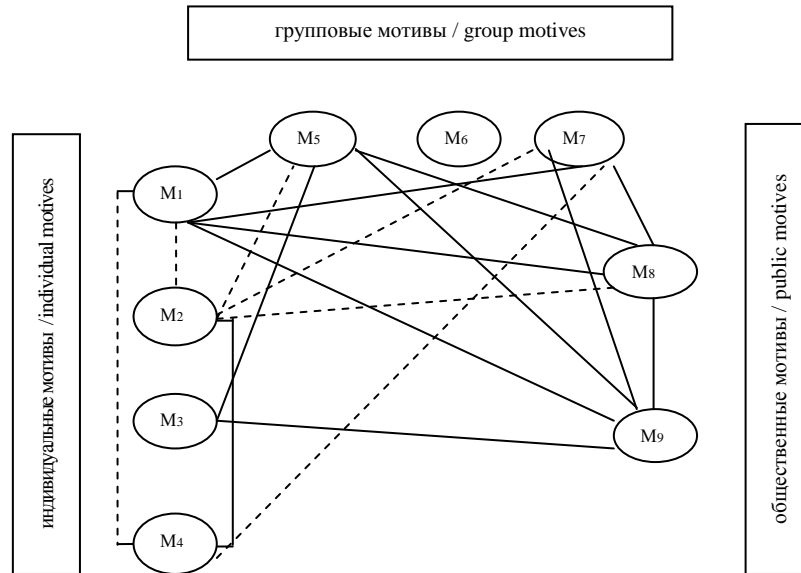 групповые мотивы / group motives
индивидуальные мотивы / individual motives
общественные мотивы / public motives
M5
M6
M7
M1
M8
M2
M3
M9
M4